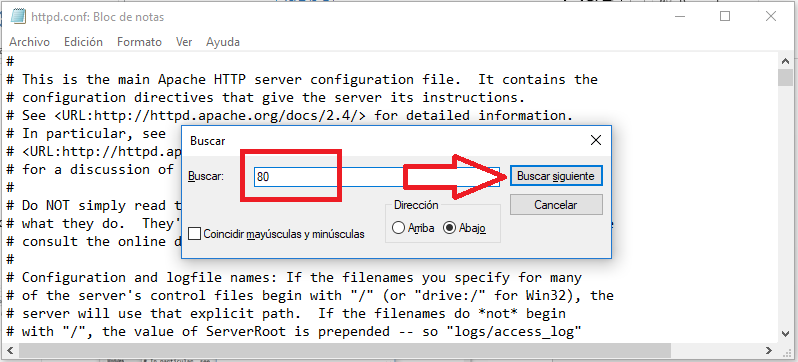 httpd.conf: Bloc de notas
Archivo Edición Formato Ver Ayuda
#
# This is the main Apache HTTP server configuration file.  It contains the
# configuration directives that give the server its instructions.
# See <URL:http://httpd.apache.org/docs/2.4/> for detailed information.
# In particular, see
# <URL:http://httpd.ap
# for a discussion of
#
# Do NOT simply read t
# what they do.  They'
# consult the online d
#
# Configuration and logfile names: If the filenames you specify for many
# of the server's control files begin with "/" (or "drive:/" for Win32), the
# server will use that explicit path.  If the filenames do *not* begin
# with "/", the value of ServerRoot is prepended -- so "logs/access_log"
Buscar
Buscar: 80 Buscar siguiente
Dirección Cancelar
Arriba Abajo
Coincidir mayúsculas y minúsculas